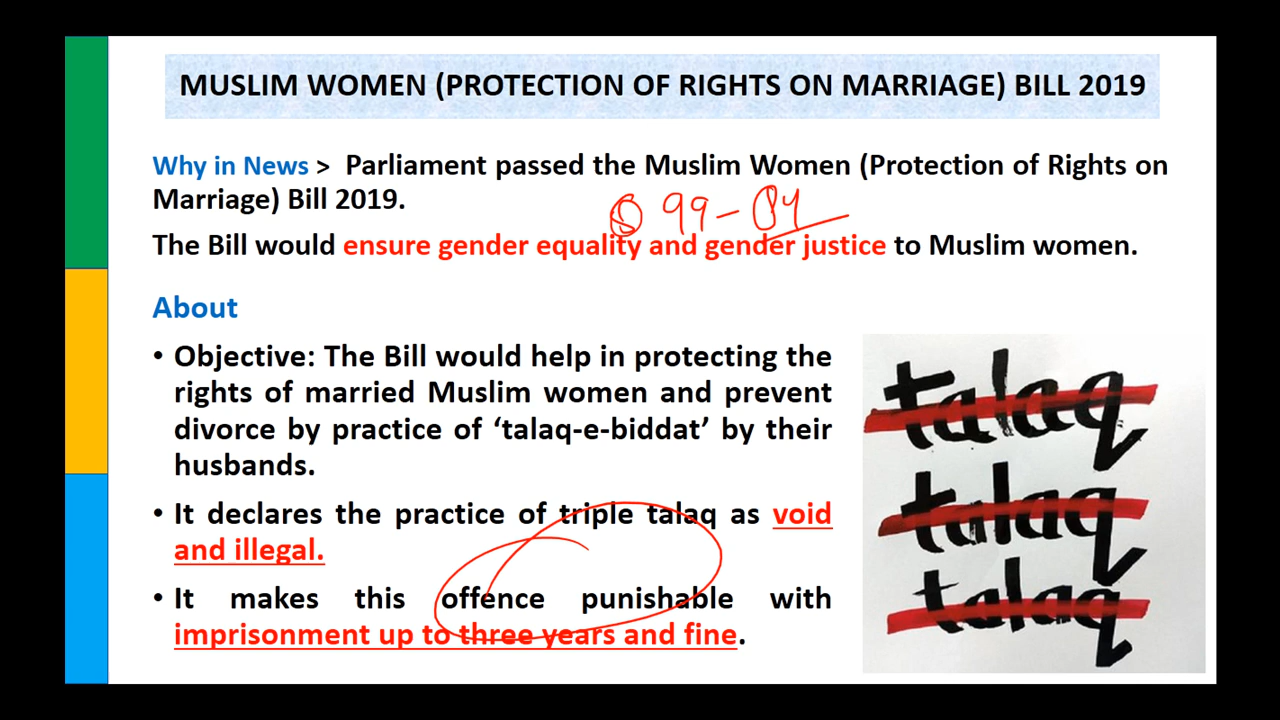 MUSLIM WOMEN (PROTECTION OF RIGHTS ON MARRIAGE) BILL 2019
Why in News > Parliament passed the Muslim Women (Protection of Rights on
Marriage) Bill 2019.
99 – 84
The Bill would ensure gender equality and gender justice to Muslim women.
About
• Objective: The Bill would help in protecting the
rights of married Muslim women and prevent
divorce by practice of ‘talaq-e-biddat’ by their
husbands.
• It declares the practice of triple talaq as void
and illegal.
• It makes this offence punishable with
imprisonment up to three years and fine.
talaq
talaq
talaq